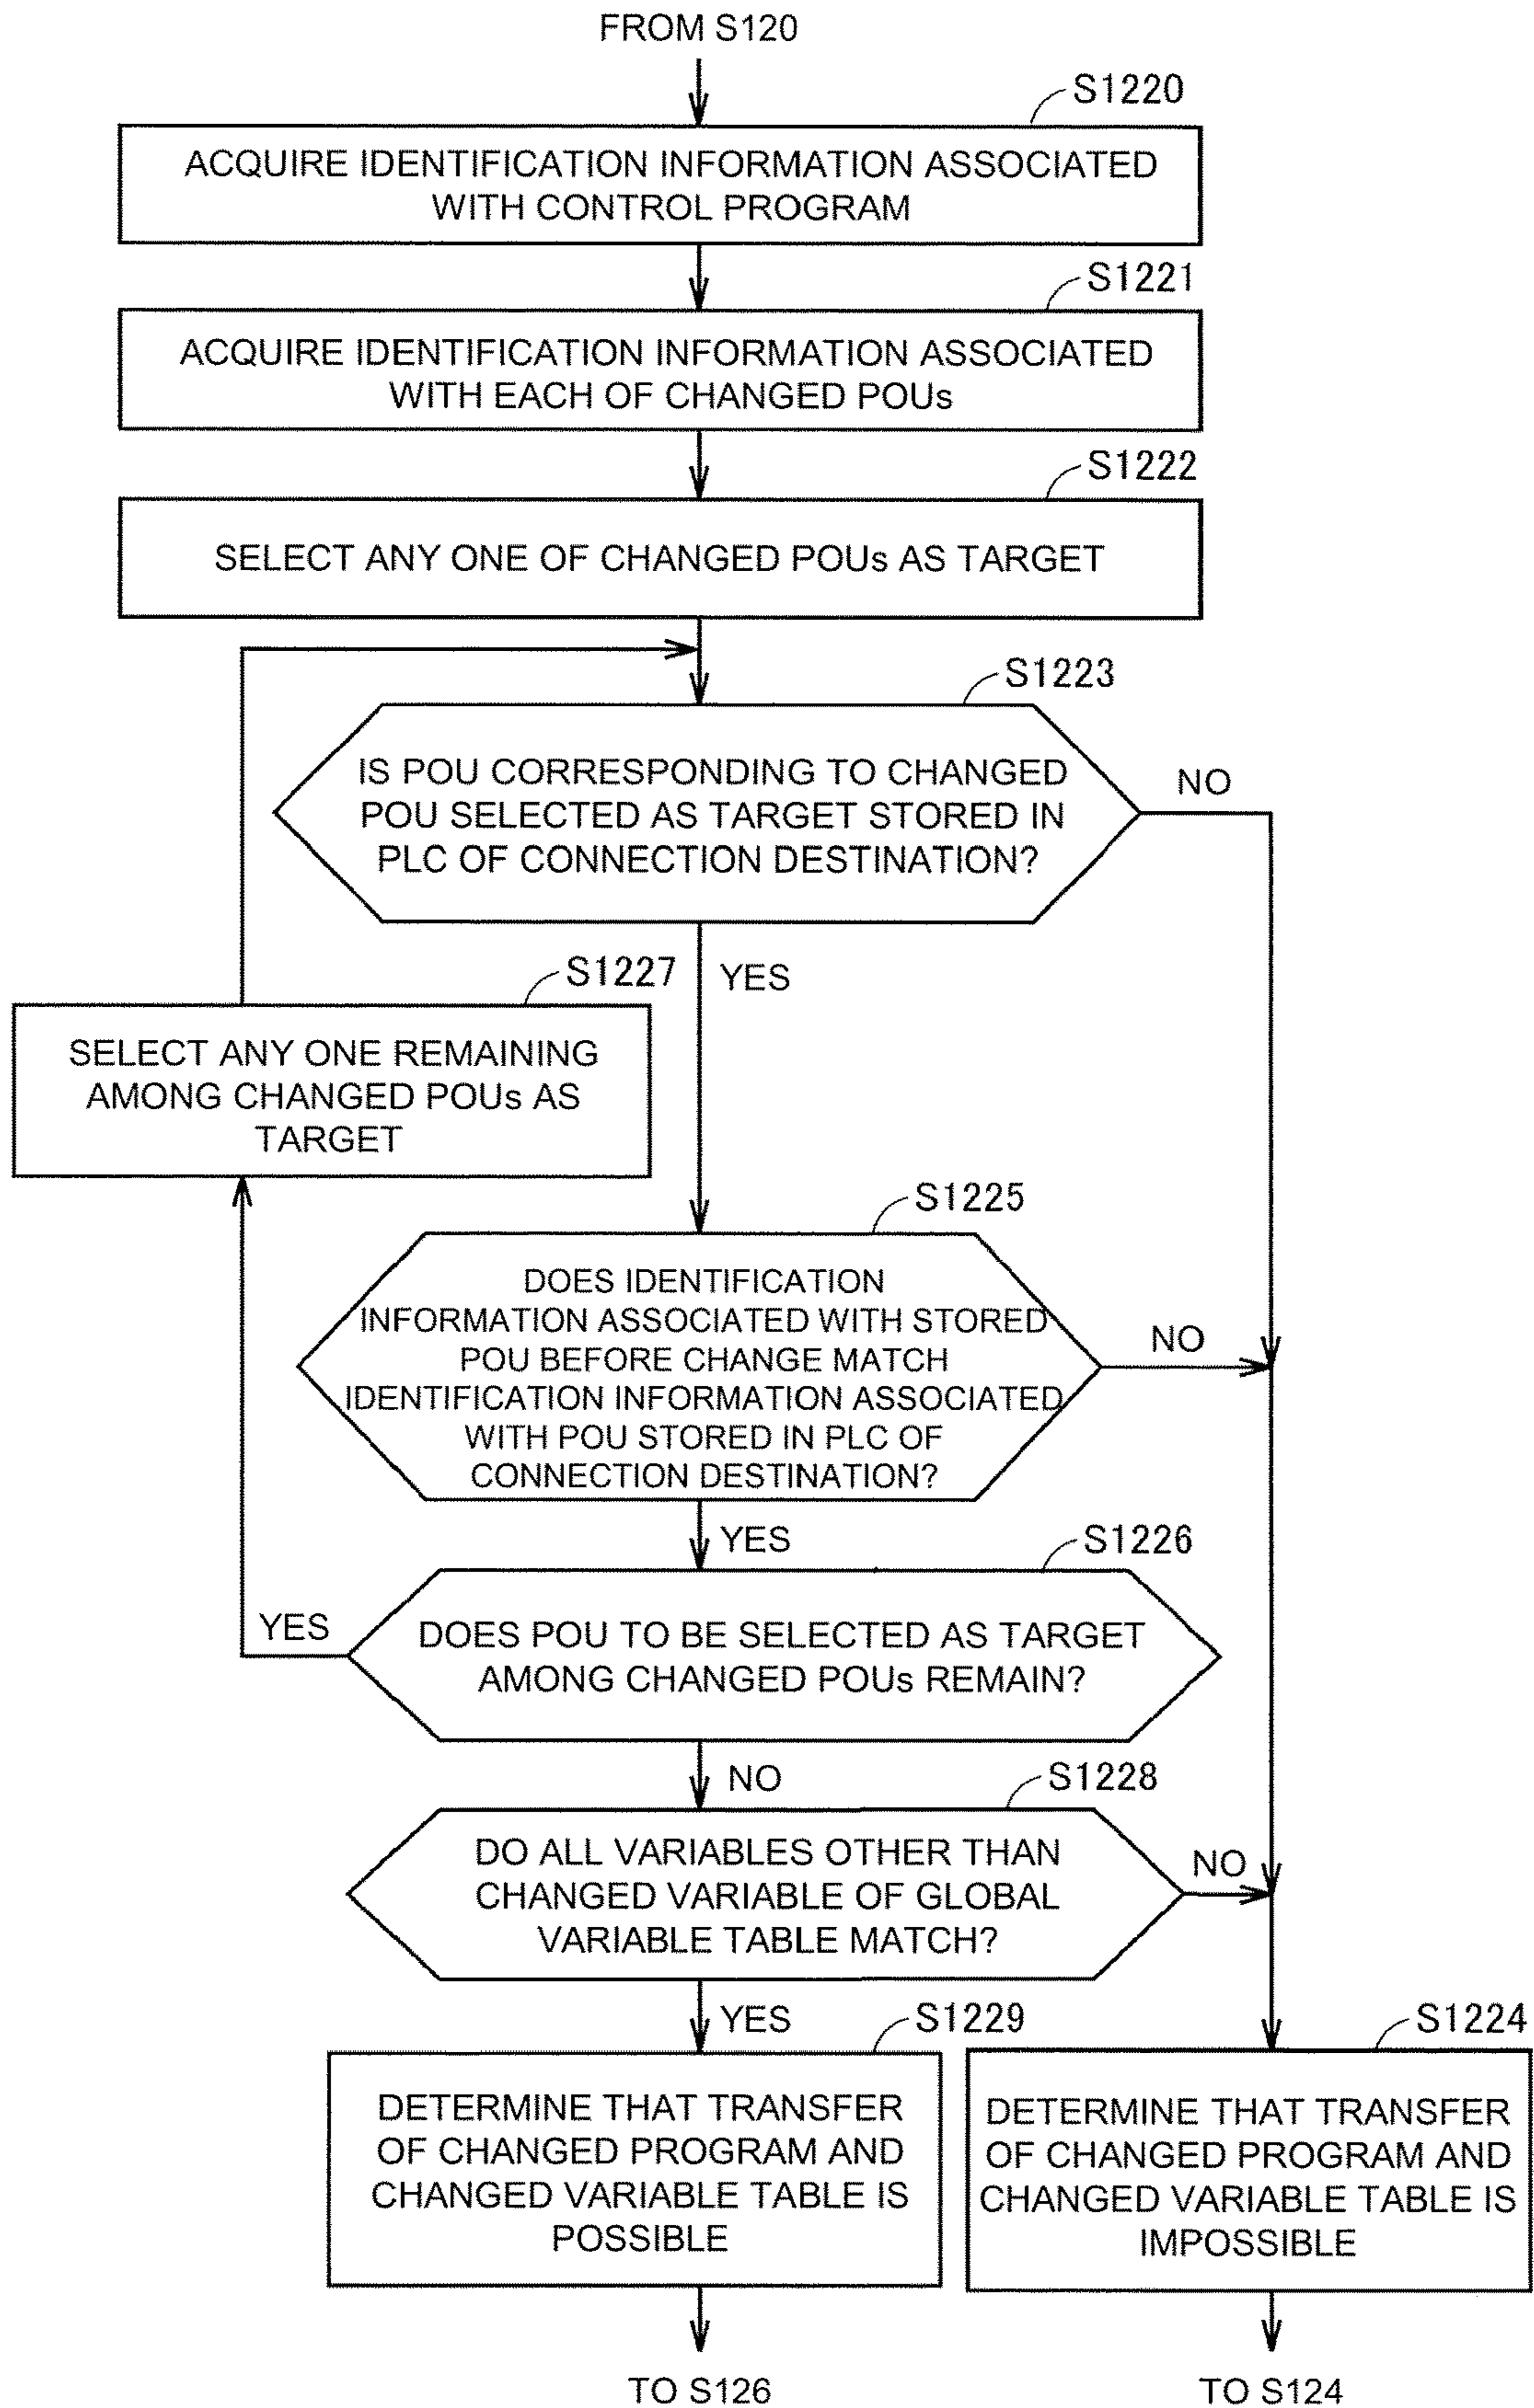 FROM S120
S1220
ACQUIRE IDENTIFICATION INFORMATION ASSOCIATED
WITH CONTROL PROGRAM
S1221
ACQUIRE IDENTIFICATION INFORMATION ASSOCIATED
WITH EACH OF CHANGED POUs
S1222
SELECT ANY ONE OF CHANGED POUs AS TARGET
S1223
IS POU CORRESPONDING TO CHANGED
POU SELECTED AS TARGET STORED IN
PLC OF CONNECTION DESTINATION?
NO
YES
S1227
SELECT ANY ONE REMAINING
AMONG CHANGED POUs AS
TARGET
S1225
DOES IDENTIFICATION
INFORMATION ASSOCIATED WITH STORED
POU BEFORE CHANGE MATCH
IDENTIFICATION INFORMATION ASSOCIATED
WITH POU STORED IN PLC OF
CONNECTION DESTINATION?
NO
YES
S1226
DOES POU TO BE SELECTED AS TARGET
AMONG CHANGED POUs REMAIN?
YES
NO
S1228
DO ALL VARIABLES OTHER THAN
CHANGED VARIABLE OF GLOBAL
VARIABLE TABLE MATCH?
NO
YES
S1229
DETERMINE THAT TRANSFER
OF CHANGED PROGRAM AND
CHANGED VARIABLE TABLE IS
POSSIBLE
S1224
DETERMINE THAT TRANSFER
OF CHANGED PROGRAM AND
CHANGED VARIABLE TABLE IS
IMPOSSIBLE
TO S126
TO S124